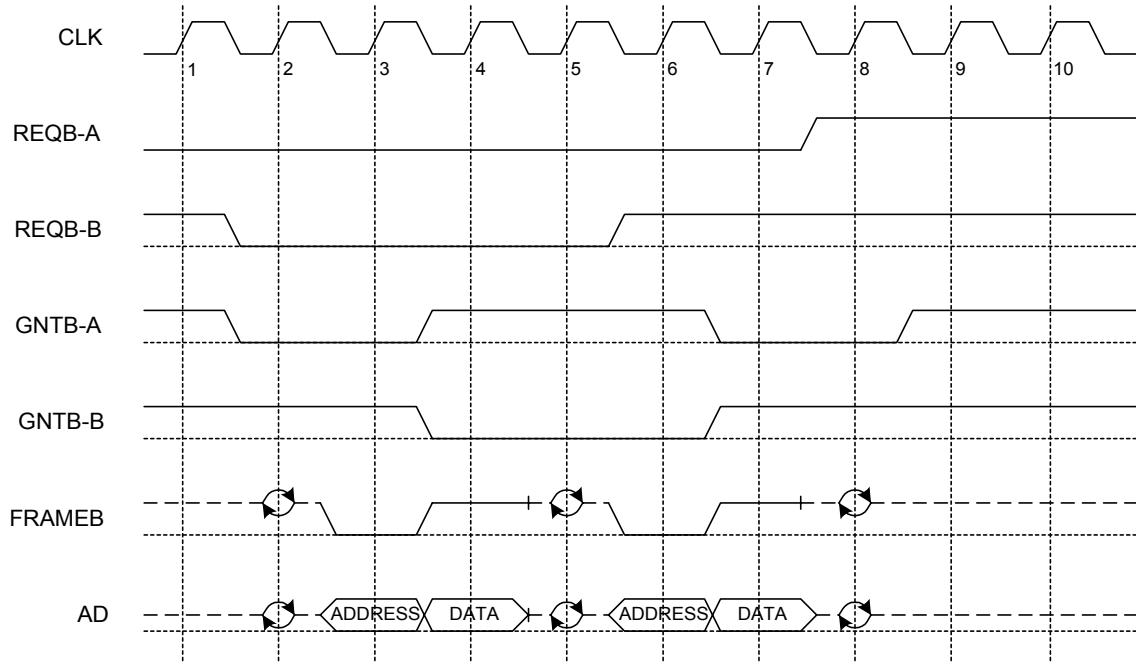 CLK
1 2 3 4 5 6 7 8 9 10
REQB-A
REQB-B
GNTB-A
GNTB-B
FRAMEB
AD ADDRESS DATA ADDRESS DATA